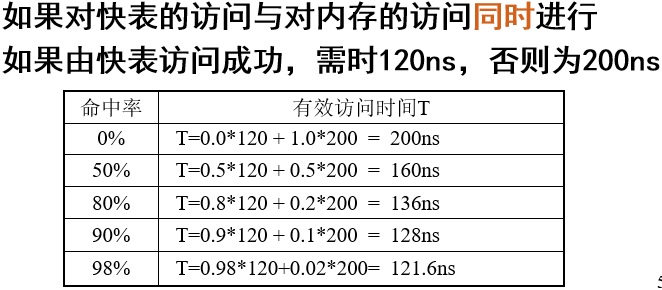 如果对快表的访问与对内存的访问同时进行
如果由快表访问成功，需时120ns，否则为200ns
命中率 有效访问时间T
0% T=0.0*120 + 1.0*200 = 200ns
50% T=0.5*120 + 0.5*200 = 160ns
80% T=0.8*120 + 0.2*200 = 136ns
90% T=0.9*120 + 0.1*200 = 128ns
98% T=0.98*120+0.02*200= 121.6ns